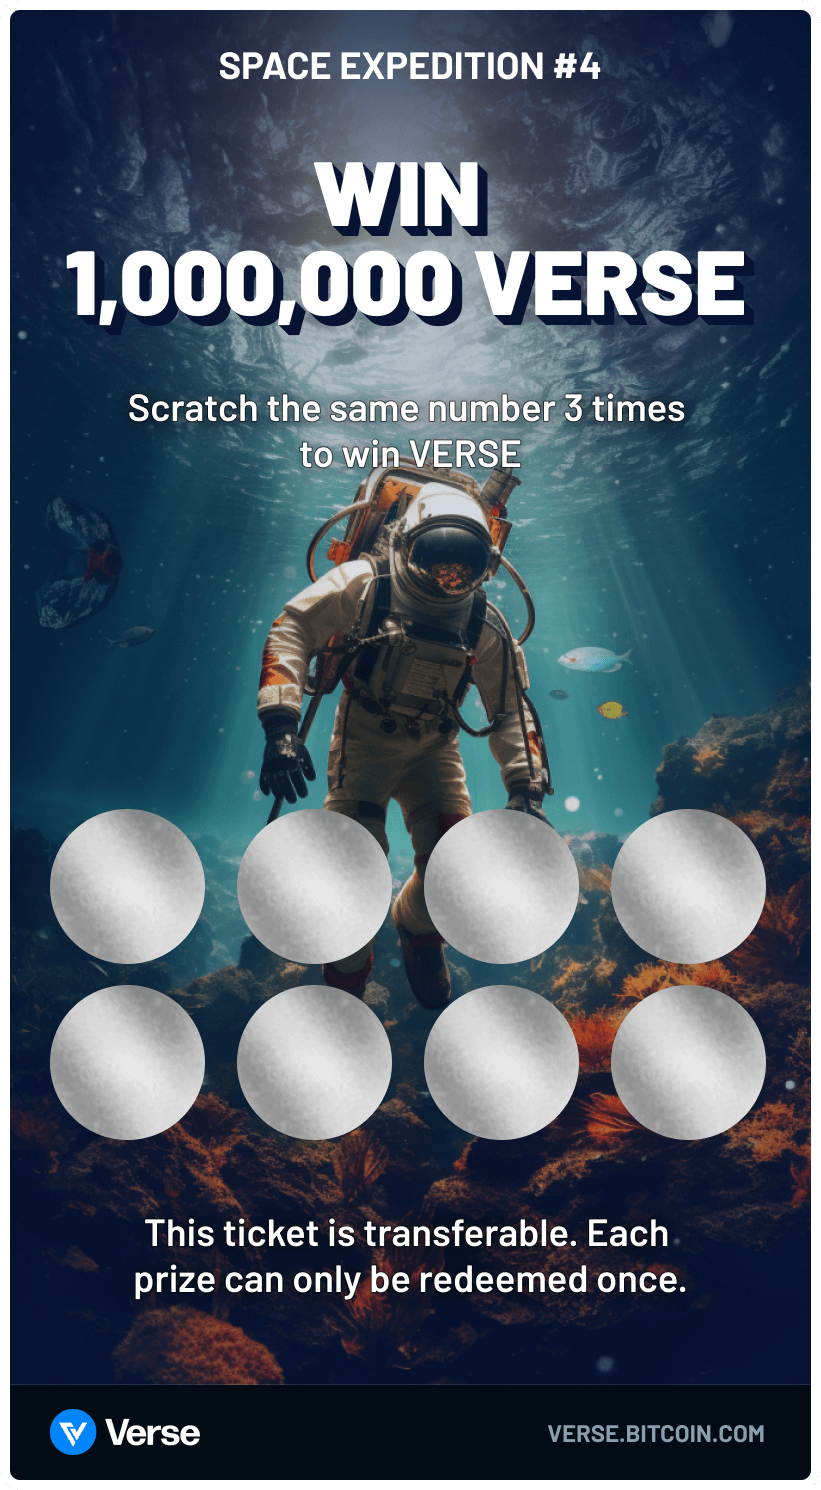 SPACE EXPEDITION #4
WIN
1,000,000 VERSE
Scratch the same number 3 times
to win VERSE
This ticket is transferable. Each
prize can only be redeemed once.
Verse
VERSE.BITCOIN.COM